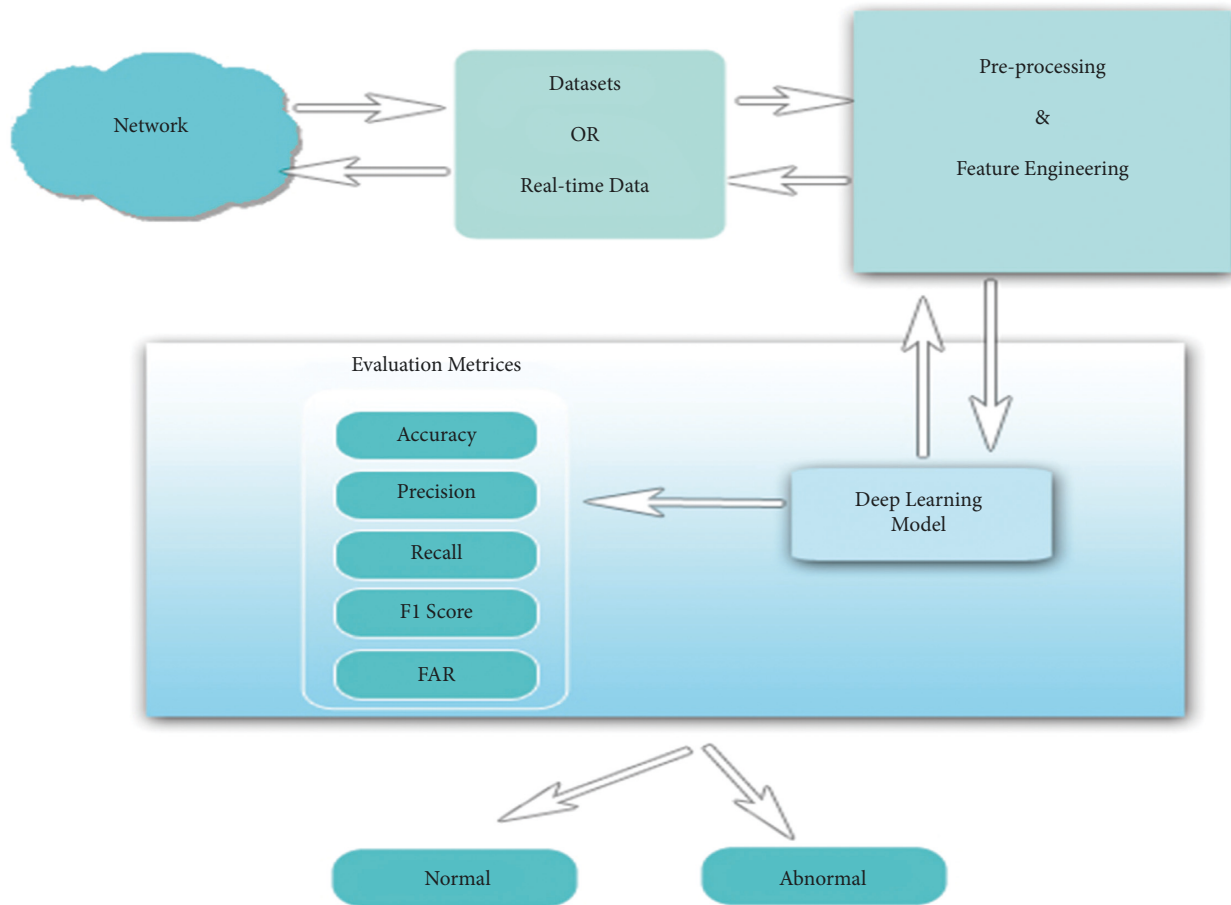 Network
Datasets
OR
Real-time Data
Pre-processing
&
Feature Engineering
Evaluation Metrices
Accuracy
Precision
Recall
F1 Score
FAR
Deep Learning
Model
Normal
Abnormal